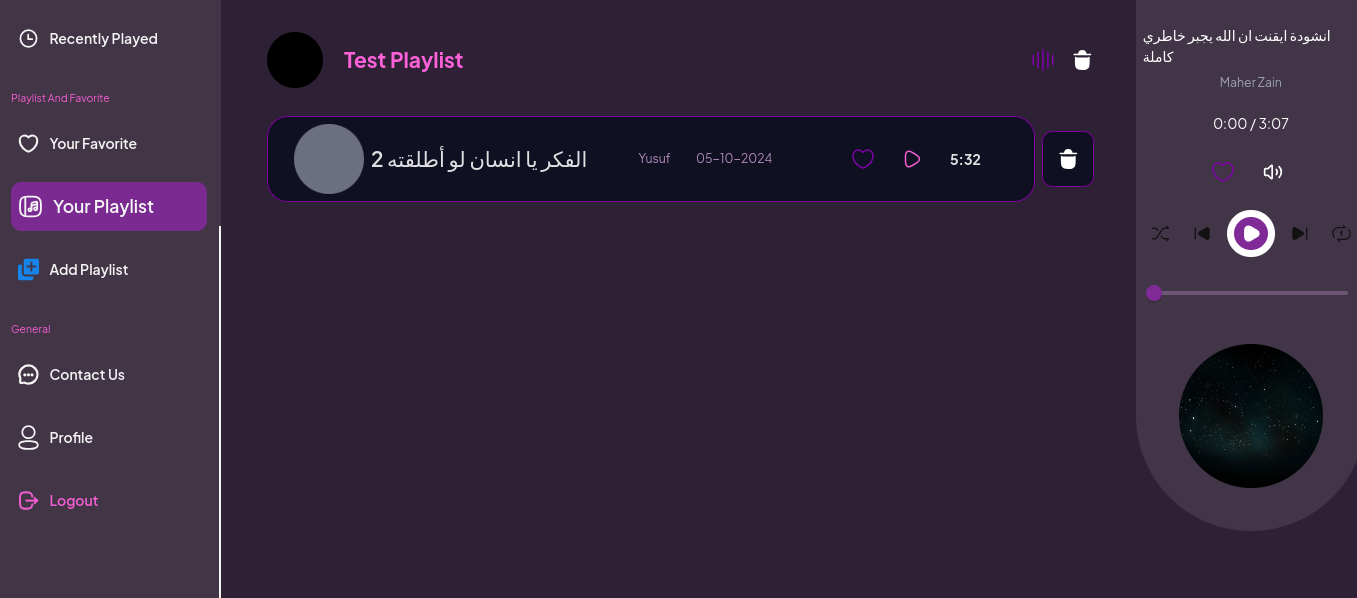 Recently Played
Playlist And Favorite
Your Favorite
Your Playlist
Add Playlist
General
Contact Us
Profile
Logout
Test Playlist
الفكر يا انسان لو أطلقته 2
Yusuf
05-10-2024
5:32
انشودة ايقنت ان الله يجبر خاطري
كاملة
Maher Zain
0:00 / 3:07
1